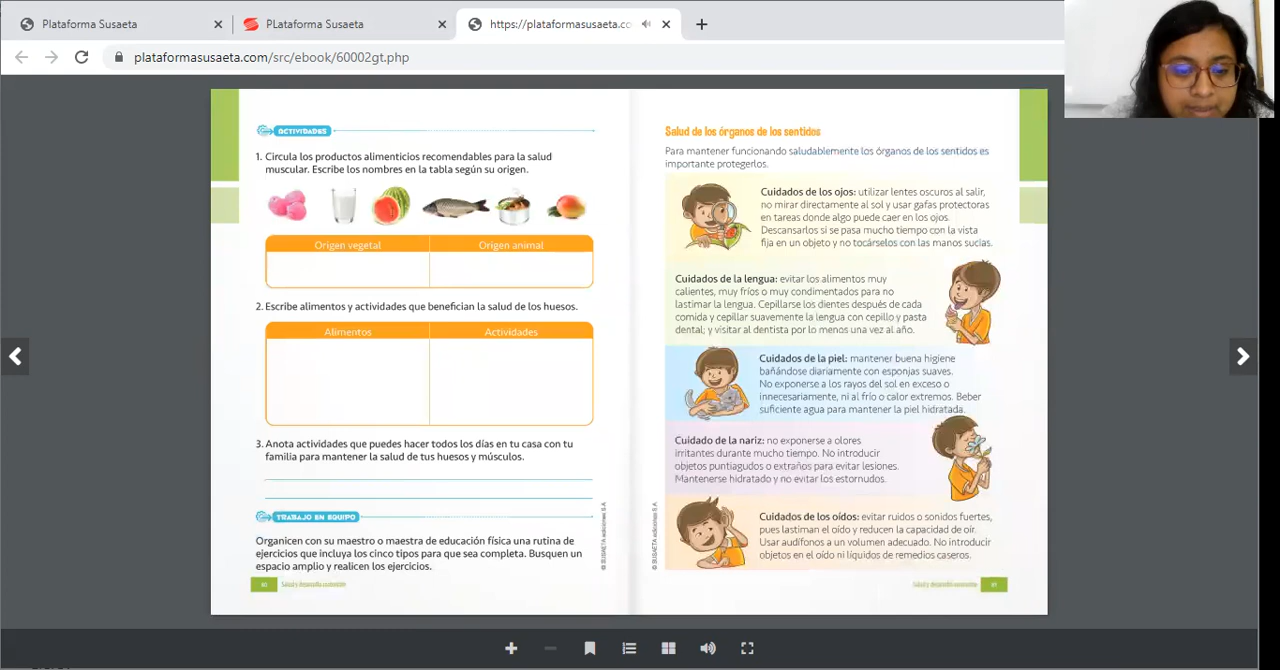 Plataforma Susaeta
PLataforma Susaeta
https://plataformasusaeta.co
plataformasusaeta.com/src/ebook/60002gt.php
ACTIVIDADES
1. Circula los productos alimenticios recomendables para la salud
muscular. Escribe los nombres en la tabla según su origen.
Origen vegetal
Origen animal
2. Escribe alimentos y actividades que benefician la salud de los huesos.
Alimentos
Actividades
3. Anota actividades que puedes hacer todos los días en tu casa con tu
familia para mantener la salud de tus huesos y músculos.
TRABAJO EN EQUIPO
Organicen con su maestro o maestra de educación física una rutina de
ejercicios que incluya los cinco tipos para que sea completa. Busquen un
espacio amplio y realicen los ejercicios.
© SUSAETA ediciones S.A.
Salud de los órganos de los sentidos
Para mantener funcionando saludablemente los órganos de los sentidos es
importante protegerlos.
Cuidados de los ojos: utilizar lentes oscuros al salir,
no mirar directamente al sol y usar gafas protectoras
en tareas donde algo puede caer en los ojos.
Descansarlos si se pasa mucho tiempo con la vista
fija en un objeto y no tocárselos con las manos sucias.
Cuidados de la lengua: evitar los alimentos muy
calientes, muy fríos o muy condimentados para no
lastimar la lengua. Cepillarse los dientes después de cada
comida y cepillar suavemente la lengua con cepillo y pasta
dental; y visitar al dentista por lo menos una vez al año.
Cuidados de la piel: mantener buena higiene
bañándose diariamente con esponjas suaves.
No exponerse a los rayos del sol en exceso o
innecesariamente, ni al frío o calor extremos. Beber
suficiente agua para mantener la piel hidratada.
Cuidado de la nariz: no exponerse a olores
irritantes durante mucho tiempo. No introducir
objetos puntiagudos o extraños para evitar lesiones.
Mantenerse hidratado y no evitar los estornudos.
Cuidados de los oídos: evitar ruidos o sonidos fuertes,
pues lastiman el oído y reducen la capacidad de oír.
Usar audífonos a un volumen adecuado. No introducir
objetos en el oído ni líquidos de remedios caseros.
© SUSAETA ediciones S.A.